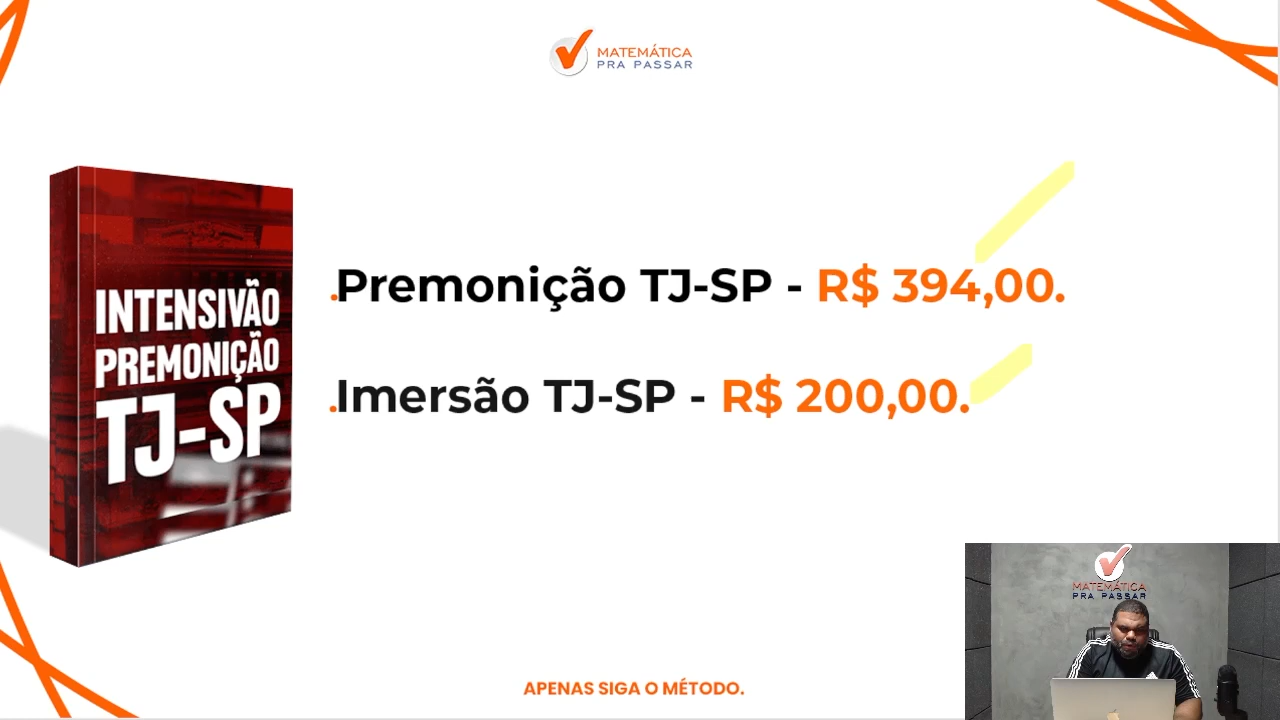 MATEMÁTICA
PRA PASSAR
INTENSIVÃO
PREMONIÇÃO
TJ-SP
.Premonição TJ-SP - R$ 394,00.
.Imersão TJ-SP - R$ 200,00.
MATEMÁTICA
PRA PASSAR
APENAS SIGA O MÉTODO.